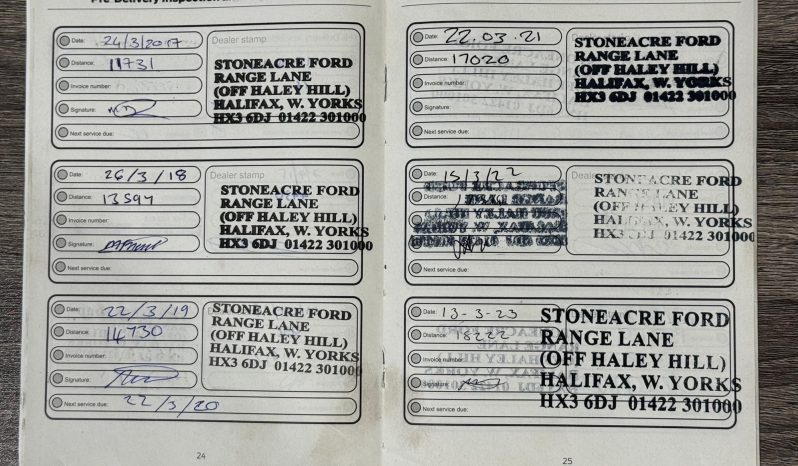 Pre-Delivery Inspection and
Date: 24/3/2017
Distance: 11731
Invoice number:
Signature:
Next service due:
Dealer stamp
STONEACRE FORD
RANGE LANE
(OFF HALEY HILL)
HALIFAX, W. YORKS
HX3 6DJ 01422 301000
Date: 26/3/18
Distance: 13594
Invoice number:
Signature:
Next service due:
Dealer stamp
STONEACRE FORD
RANGE LANE
(OFF HALEY HILL)
HALIFAX, W. YORKS
HX3 6DJ 01422 301000
Date: 22/3/19
Distance: 14730
Invoice number:
Signature:
Next service due: 22/3/20
STONEACRE FORD
RANGE LANE
(OFF HALEY HILL)
HALIFAX, W. YORKS
HX3 6DJ 01422 301000
24
Date: 22.03.21
Distance: 17020
Invoice number:
Signature:
Next service due:
STONEACRE FORD
RANGE LANE
(OFF HALEY HILL)
HALIFAX, W. YORKS
HX3 6DJ 01422 301000
Date: 15/3/22
Distance:
Next service due:
STONEACRE FORD
RANGE LANE
(OFF HALEY HILL)
HALIFAX, W. YORKS
HX3 6DJ 01422 301000
Date: 13-3-23
Distance: 18222
Invoice number:
Signature:
Next service due:
STONEACRE FORD
RANGE LANE
(OFF HALEY HILL)
HALIFAX, W. YORKS
HX3 6DJ 01422 301000
25